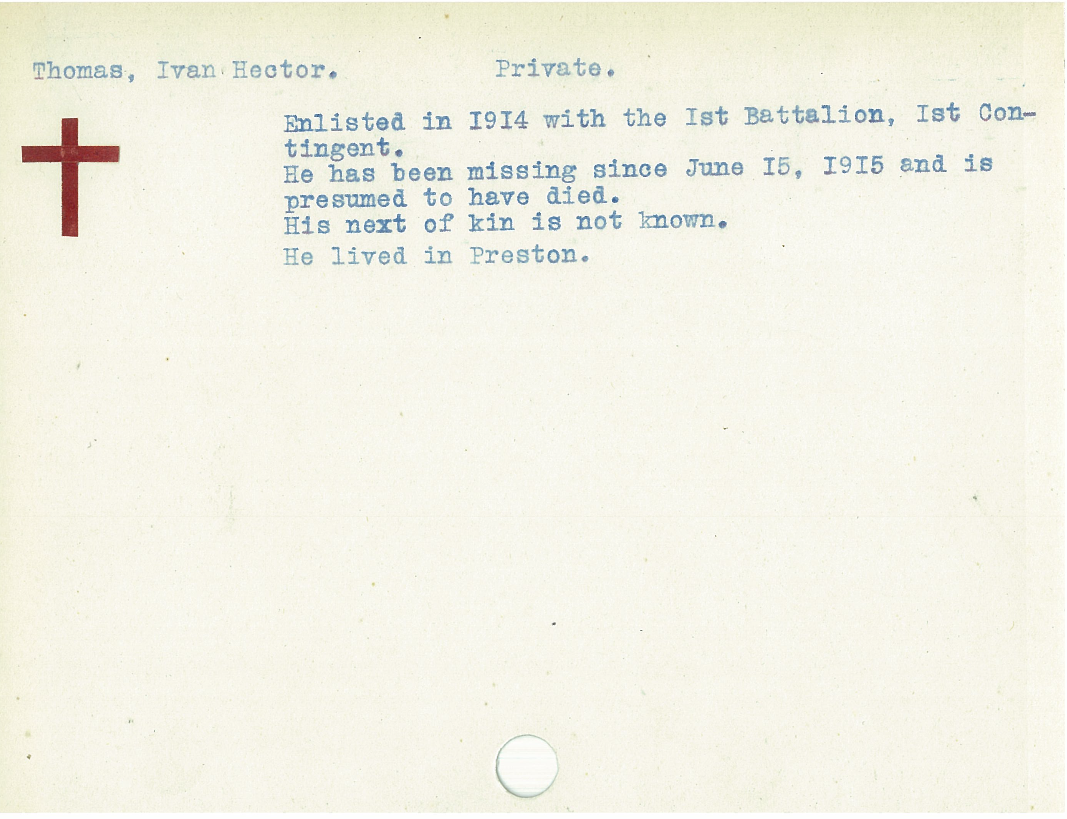 Thomas, Ivan Hector. Private.
Enlisted in I9I4 with the Ist Battalion, Ist Con-
tingent.
He has been missing since June I5, I9I5 and is
presumed to have died.
His next of kin is not known.
He lived in Preston.